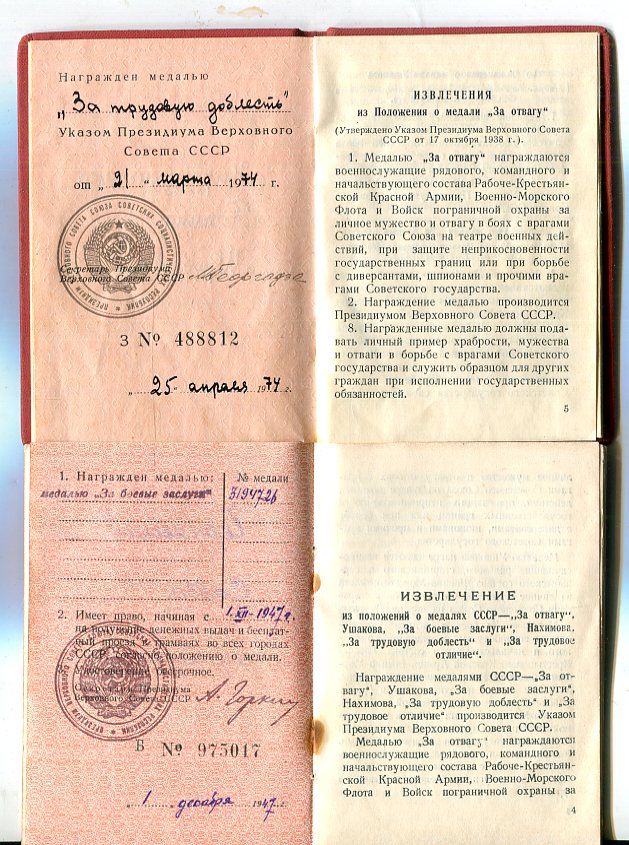 Награжден медалью
„За трудовую доблесть"
Указом Президиума Верховного
Совета СССР
от „ 21 " марта 1974 г.
Секретарь Президиума
Верховного Совета СССР М. Георгадзе
З № 488812
„ 25 апреля 1974 г.
ИЗВЛЕЧЕНИЯ
из Положения о медали „За отвагу"
(Утверждено Указом Президиума Верховного Совета
СССР от 17 октября 1938 г.).
1. Медалью „За отвагу" награждаются
военнослужащие рядового, командного и
начальствующего состава Рабоче-Крестьян-
ской Красной Армии, Военно-Морского
Флота и Войск пограничной охраны за
личное мужество и отвагу в боях с врагами
Советского Союза на театре военных дей-
ствий, при защите неприкосновенности
государственных границ или при борьбе
с диверсантами, шпионами и прочими вра-
гами Советского государства.
2. Награждение медалью производится
Президиумом Верховного Совета СССР.
8. Награжденные медалью должны пода-
вать личный пример храбрости, мужества
и отваги в борьбе с врагами Советского
государства и служить образцом для других
граждан при исполнении государственных
обязанностей.
5
1. Награжден медалью:
№ медали
медалью „За боевые заслуги"
3194726
2. Имеет право, начиная с 1.XII-1947 г.
на получение денежных выдач и бесплат-
ный проезд в трамваях во всех городах
СССР, согласно положению о медали.
Удостоверение бессрочное.
Секретарь Президиума
Верховного Совета СССР А. Горкин
Б № 975017
„ 1 декабря 1947 г.
ИЗВЛЕЧЕНИЕ
из положений о медалях СССР—„За отвагу",
Ушакова, „За боевые заслуги", Нахимова,
„За трудовую доблесть" и „За трудовое
отличие".
Награждение медалями СССР—„За от-
вагу", Ушакова, „За боевые заслуги",
Нахимова, „За трудовую доблесть" и „За
трудовое отличие" производится Указом
Президиума Верховного Совета СССР.
Медалью „За отвагу" награждаются
военнослужащие рядового, командного и
начальствующего состава Рабоче-Крестьян-
ской Красной Армии, Военно-Морского
Флота и Войск пограничной охраны за
4